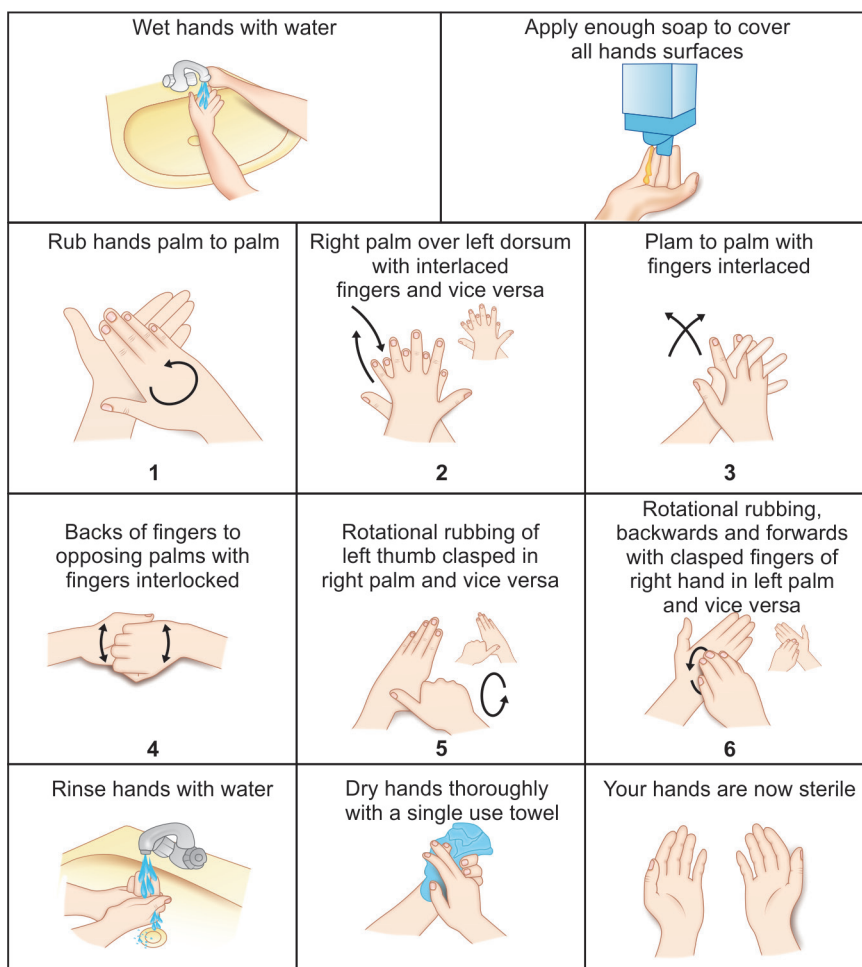 Wet hands with water
Apply enough soap to cover
all hands surfaces
Rub hands palm to palm
1
Right palm over left dorsum
with interlaced
fingers and vice versa
2
Plam to palm with
fingers interlaced
3
Backs of fingers to
opposing palms with
fingers interlocked
4
Rotational rubbing of
left thumb clasped in
right palm and vice versa
5
Rotational rubbing,
backwards and forwards
with clasped fingers of
right hand in left palm
and vice versa
6
Rinse hands with water
Dry hands thoroughly
with a single use towel
Your hands are now sterile